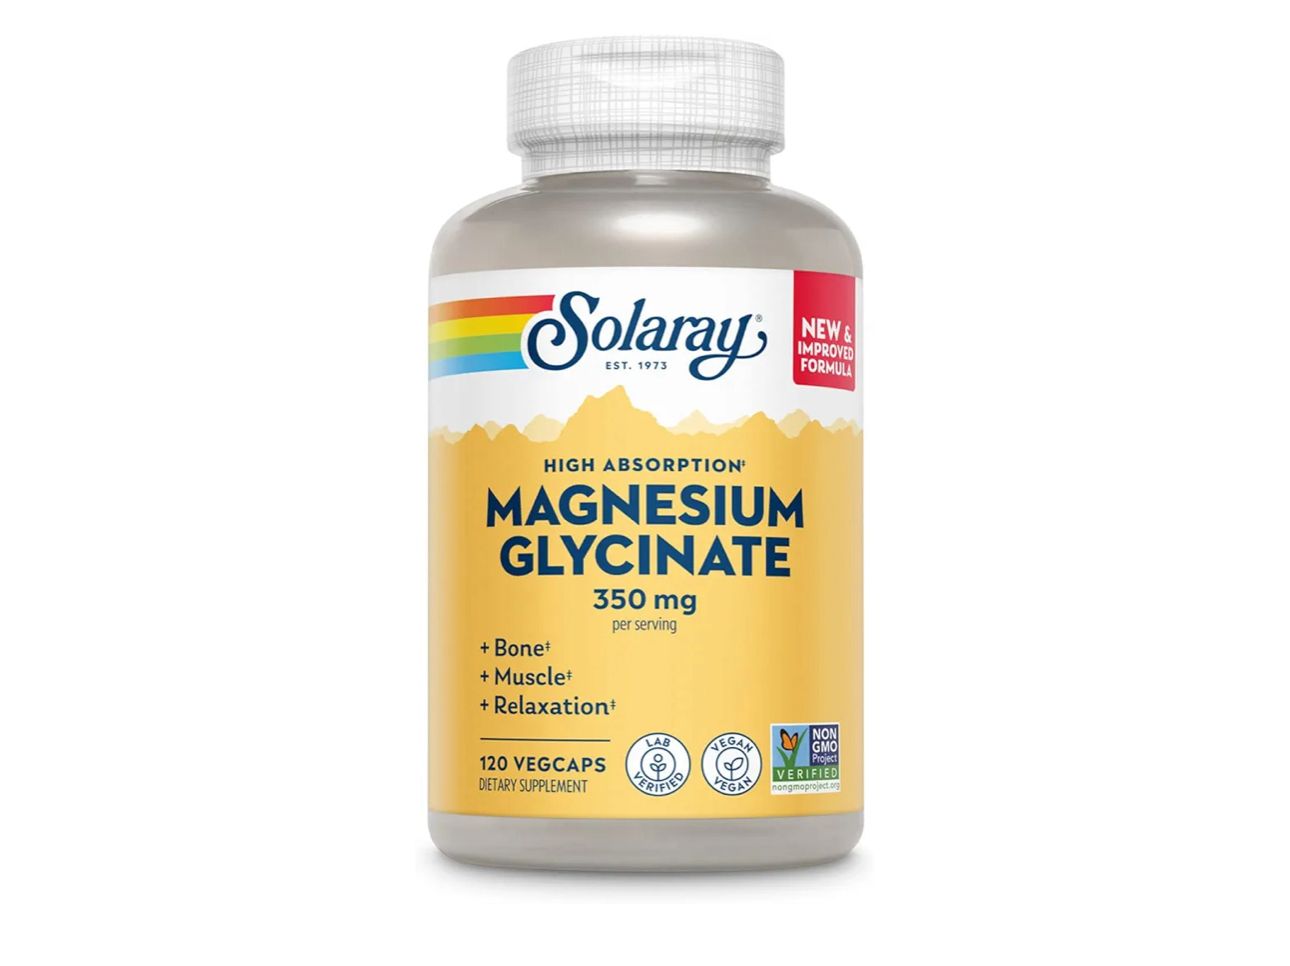 Solaray®
EST. 1973
NEW &
IMPROVED
FORMULA
HIGH ABSORPTION‡
MAGNESIUM
GLYCINATE
350 mg
per serving
+ Bone‡
+ Muscle‡
+ Relaxation‡
120 VEGCAPS
DIETARY SUPPLEMENT
LAB
VERIFIED
VEGAN
VEGAN
NON
GMO
Project
VERIFIED
nongmoproject.org